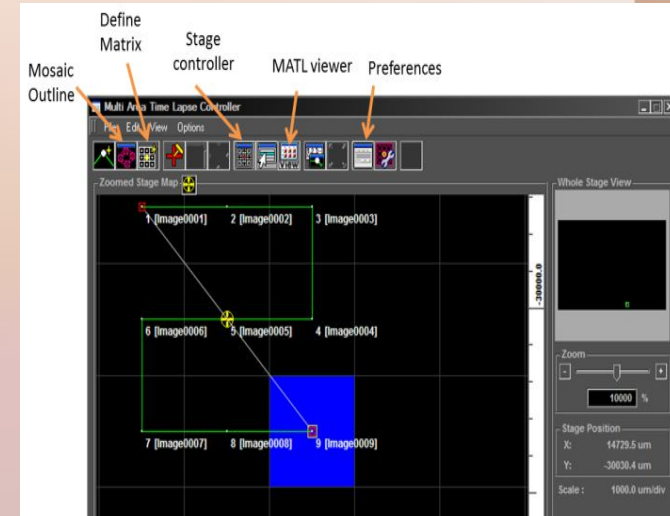 Define
Matrix
Stage
controller
Mosaic
Outline
MATL viewer
Preferences
Multi Area Time Lapse Controller
File Edit View Options
Zoomed Stage Map
Whole Stage View
1 [Image0001] 2 [Image0002] 3 [Image0003]
-30000.0
6 [Image0006] 5 [Image0005] 4 [Image0004]
Zoom
- +
10000 %
7 [Image0007] 8 [Image0008] 9 [Image0009]
Stage Position
X: 14729.5 um
Y: -30030.4 um
Scale : 1000.0 um/div